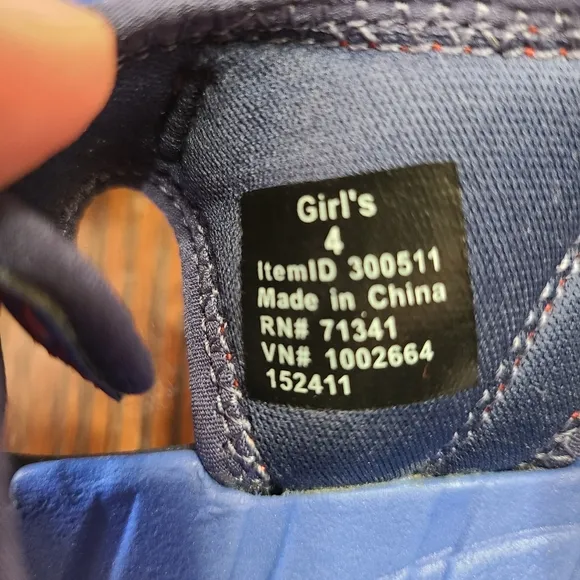 Girl's
4
ItemID 300511
Made in China
RN# 71341
VN# 1002664
152411